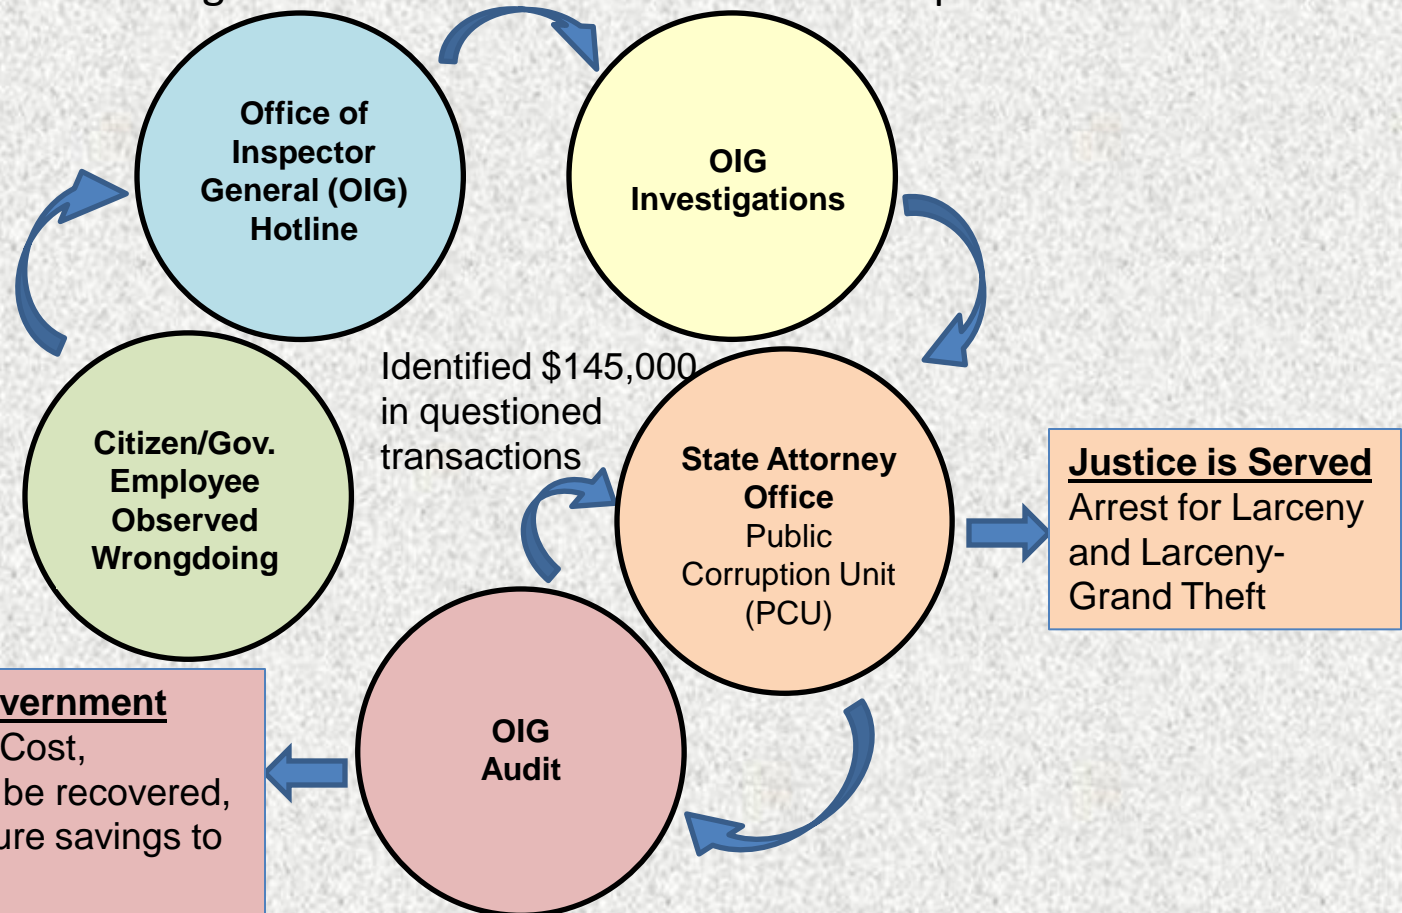 Office of
Inspector
General (OIG)
Hotline
OIG
Investigations
Identified $145,000
in questioned
transactions
Citizen/Gov.
Employee
Observed
Wrongdoing
State Attorney
Office
Public
Corruption Unit
(PCU)
Justice is Served
Arrest for Larceny
and Larceny-
Grand Theft
OIG
Audit
vernment
Cost,
be recovered,
ure savings to